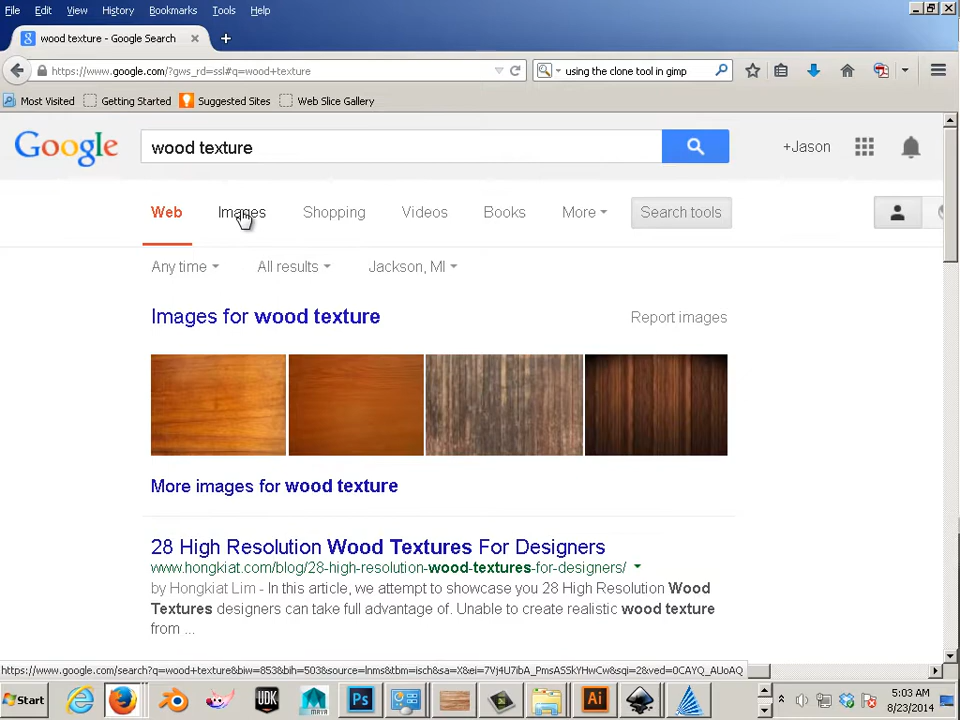 File Edit View History Bookmarks Tools Help
wood texture - Google Search
https://www.google.com/?gws_rd=ssl#q=wood+texture
using the clone tool in gimp
Most Visited Getting Started Suggested Sites Web Slice Gallery
Google wood texture +Jason
Web Images Shopping Videos Books More Search tools
Any time All results Jackson, MI
Images for wood texture Report images
More images for wood texture
28 High Resolution Wood Textures For Designers
www.hongkiat.com/blog/28-high-resolution-wood-textures-for-designers/
by Hongkiat Lim - In this article, we attempt to showcase you 28 High Resolution Wood
Textures designers can take full advantage of. Unable to create realistic wood texture
from ...
Start UDK MAYA Ps Ai 5:03 AM
8/23/2014